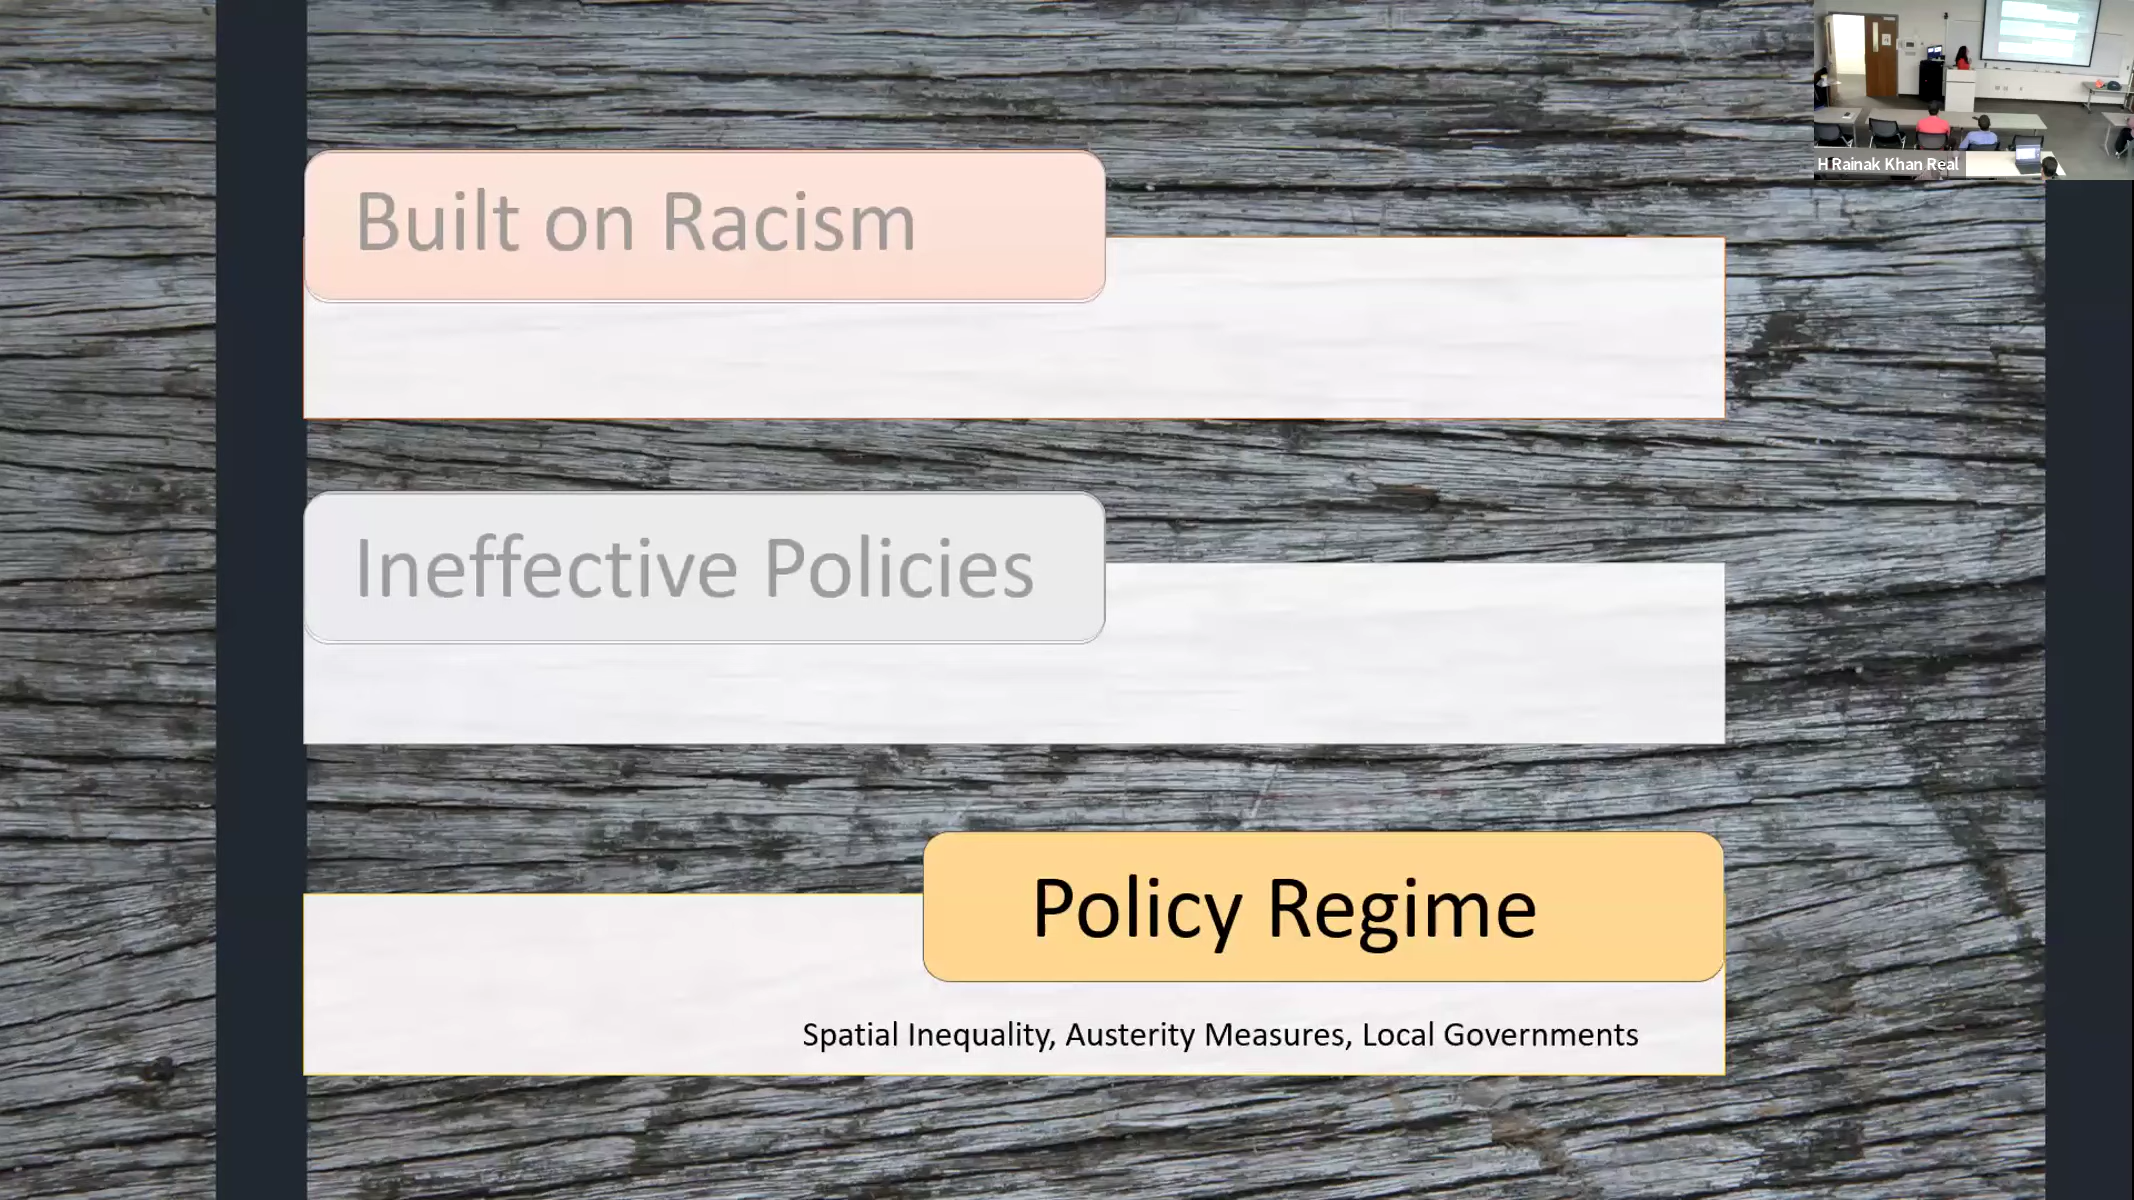 H Rainak Khan Real
Built on Racism
Ineffective Policies
Policy Regime
Spatial Inequality, Austerity Measures, Local Governments